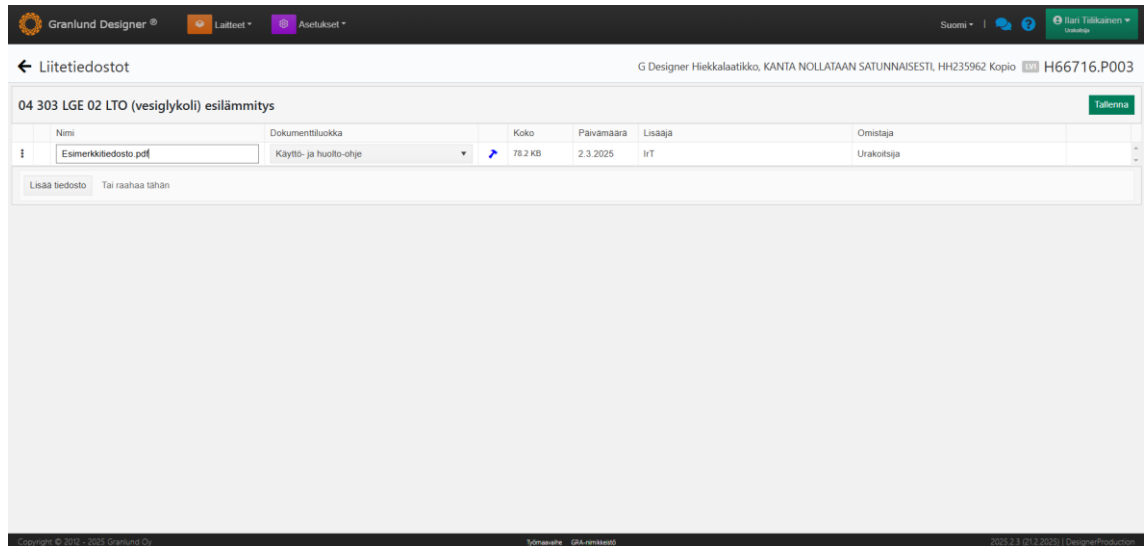 Granlund Designer ® Laitteet Asetukset Suomi | ? Ilari Tiilikainen
Urakoitsija
Liitetiedostot G Designer Hiekkalaatikko, KANTA NOLLATAAN SATUNNAISESTI, HH235962 Kopio LVI H66716.P003
04 303 LGE 02 LTO (vesiglykoli) esilämmitys Tallenna
Nimi Dokumenttiluokka Koko Päivämäärä Lisääjä Omistaja
Esimerkkitiedosto.pdf Käyttö- ja huolto-ohje 78.2 KB 2.3.2025 IrT Urakoitsija
Lisää tiedosto Tai raahaa tähän
Copyright © 2012 - 2025 Granlund Oy Työmaavaihe GRA-nimikkeistö 2025.2.3 (21.2.2025) | DesignerProduction